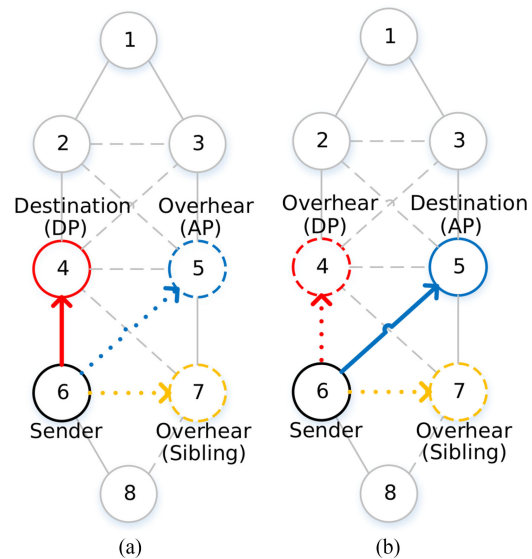 1
2 3
Destination Overhear
(DP) (AP)
4 5
6 7
Sender Overhear
(Sibling)
8
(a)
1
2 3
Overhear Destination
(DP) (AP)
4 5
6 7
Sender Overhear
(Sibling)
8
(b)